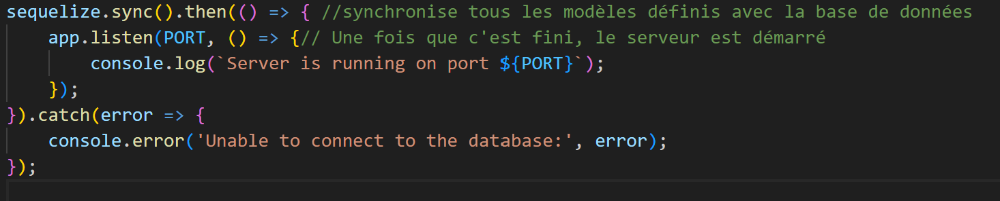 sequelize.sync().then(() => { //synchronise tous les modèles définis avec la base de données
    app.listen(PORT, () => {// Une fois que c'est fini, le serveur est démarré
        console.log(`Server is running on port ${PORT}`);
    });
}).catch(error => {
    console.error('Unable to connect to the database:', error);
});